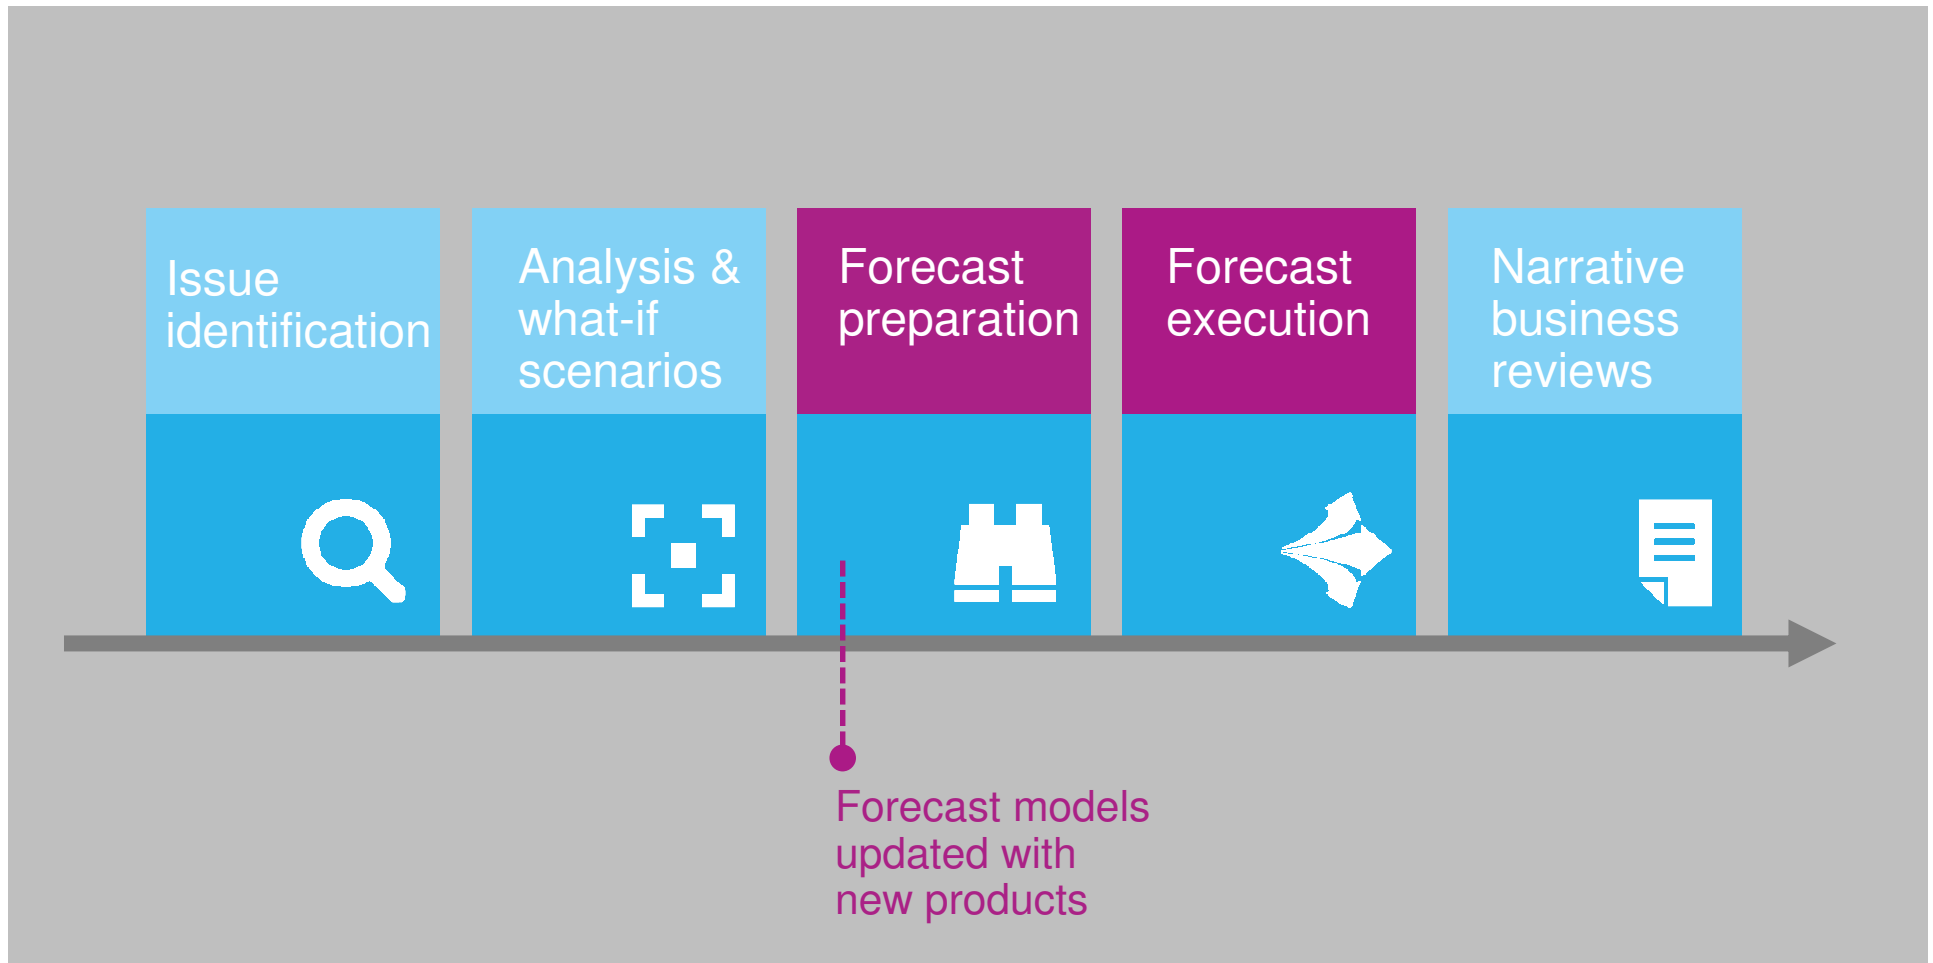 Issue
identification
Analysis &
what-if
scenarios
Forecast
preparation
Forecast
execution
Narrative
business
reviews
Forecast models
updated with
new products